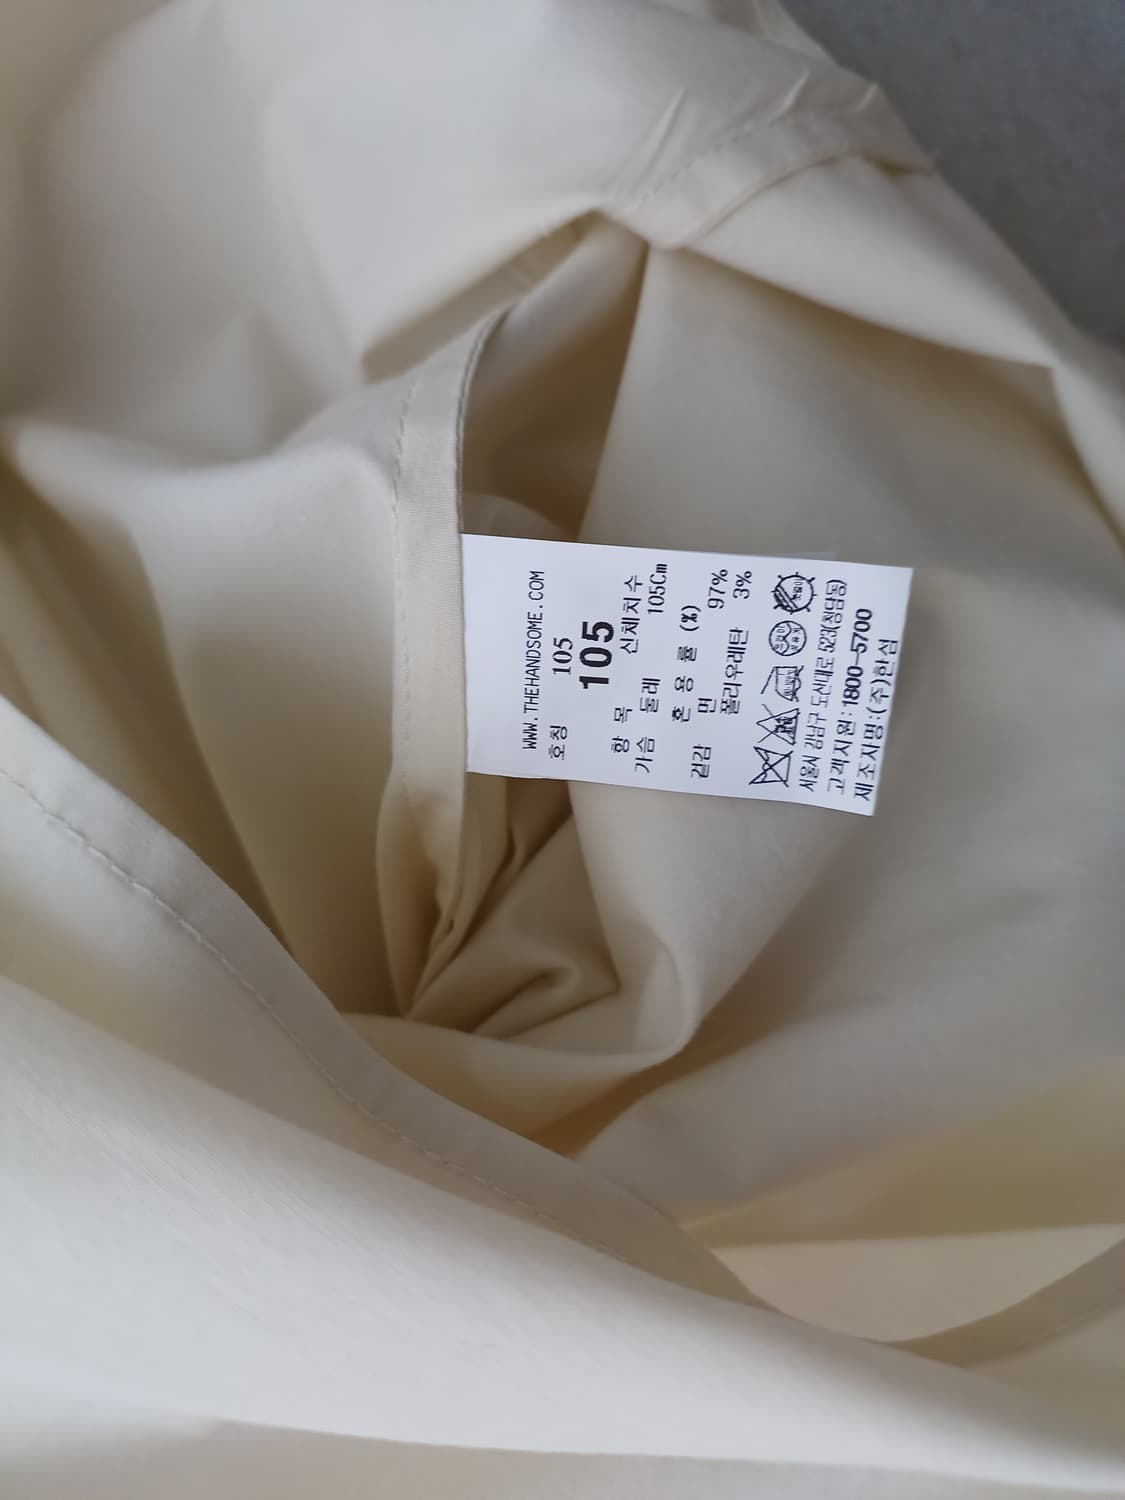 WWW.THEHANDSOME.COM
호칭 105
105
항 목 신체치수
가슴 둘레 105Cm
혼 용 률 (%)
겉감 면 97%
폴리우레탄 3%
서울시 강남구 도산대로 523(청담동)
고객지원:1800-5700
제조자명:(주)한섬